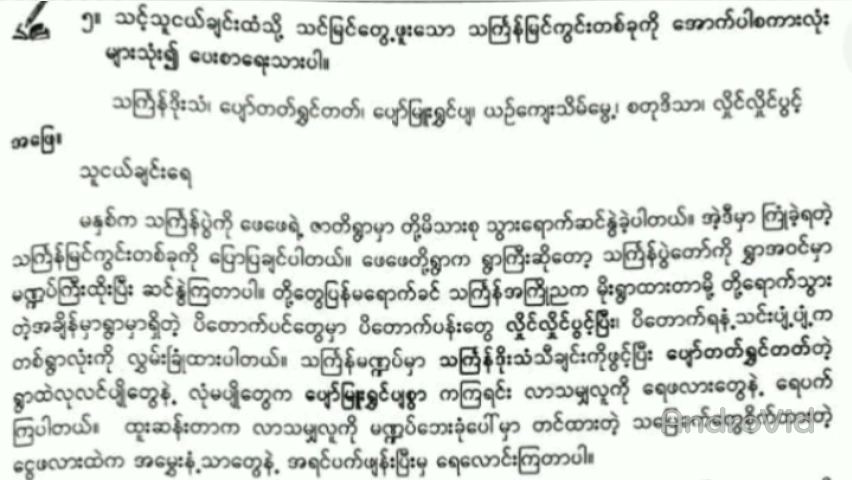 ၅။ သင့်သူငယ်ချင်းထံသို့ သင်မြင်တွေ့ဖူးသော သင်္ကြန်မြင်ကွင်းတစ်ခုကို အောက်ပါစကားလုံး
များသုံး၍ ပေးစာရေးသားပါ။
သင်္ကြန်ဒိုးသံ၊ ပျော်တတ်ရွှင်တတ်၊ ပျော်မြူးရွှင်ပျ၊ ယဉ်ကျေးသိမ်မွေ့၊ စတုဒိသာ၊ လှိုင်လှိုင်ပွင့်
အဖြေ။
သူငယ်ချင်းရေ
မနှစ်က သင်္ကြန်ပွဲကို ဖေဖေရဲ့ ဇာတိရွာမှာ တို့မိသားစု သွားရောက်ဆင်နွှဲခဲ့ပါတယ်။ အဲ့ဒီမှာ ကြုံခဲ့ရတဲ့
သင်္ကြန်မြင်ကွင်းတစ်ခုကို ပြောပြချင်ပါတယ်။ ဖေဖေတို့ရွာက ရွာကြီးဆိုတော့ သင်္ကြန်ပွဲတော်ကို ရွာအဝင်မှာ
မဏ္ဍပ်ကြီးထိုးပြီး ဆင်နွှဲကြတာပါ။ တို့တွေပြန်မရောက်ခင် သင်္ကြန်အကြိုညက မိုးရွာထားတာမို့ တို့ရောက်သွား
တဲ့အချိန်မှာရွာမှာရှိတဲ့ ပိတောက်ပင်တွေမှာ ပိတောက်ပန်းတွေ လှိုင်လှိုင်ပွင့်ပြီး၊ ပိတောက်ရနံ့သင်းပျံ့ပျံ့က
တစ်ရွာလုံးကို လွှမ်းခြုံထားပါတယ်။ သင်္ကြန်မဏ္ဍပ်မှာ သင်္ကြန်ဒိုးသံသီချင်းကိုဖွင့်ပြီး ပျော်တတ်ရွှင်တတ်တဲ့
ရွာထဲလုလင်ပျိုတွေနဲ့ လုံမပျိုတွေက ပျော်မြူးရွှင်ပျစွာ ကကြရင်း လာသမျှလူကို ရေဖလားတွေနဲ့ ရေပက်
ကြပါတယ်။ ထူးဆန်းတာက လာသမျှလူကို မဏ္ဍပ်ဘေးခုံပေါ်မှာ တင်ထားတဲ့
ငွေဖလားထဲက အမွှေးနံ့သာတွေနဲ့ အရင်ပက်ဖျန်းပြီးမှ ရေလောင်းကြတာပါ။
AndroVid